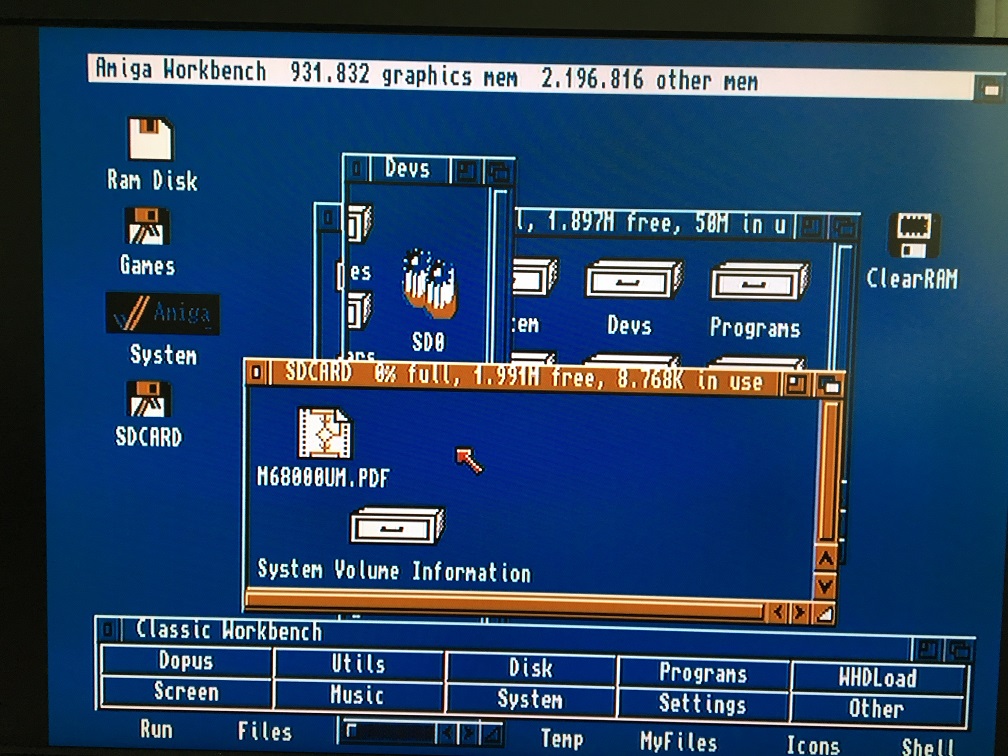 Amiga Workbench 931.832 graphics mem 2.196.816 other mem
Ram Disk
Games
Amiga
System
SDCARD
Devs
SD0
1.897M free, 50M in u
Devs
Programs
ClearRAM
SDCARD 0% full, 1.991M free, 8.768K in use
M68000UM.PDF
System Volume Information
Classic Workbench
Dopus Utils Disk Programs WHDLoad
Screen Music System Settings Other
Run Files Temp MyFiles Icons Shell